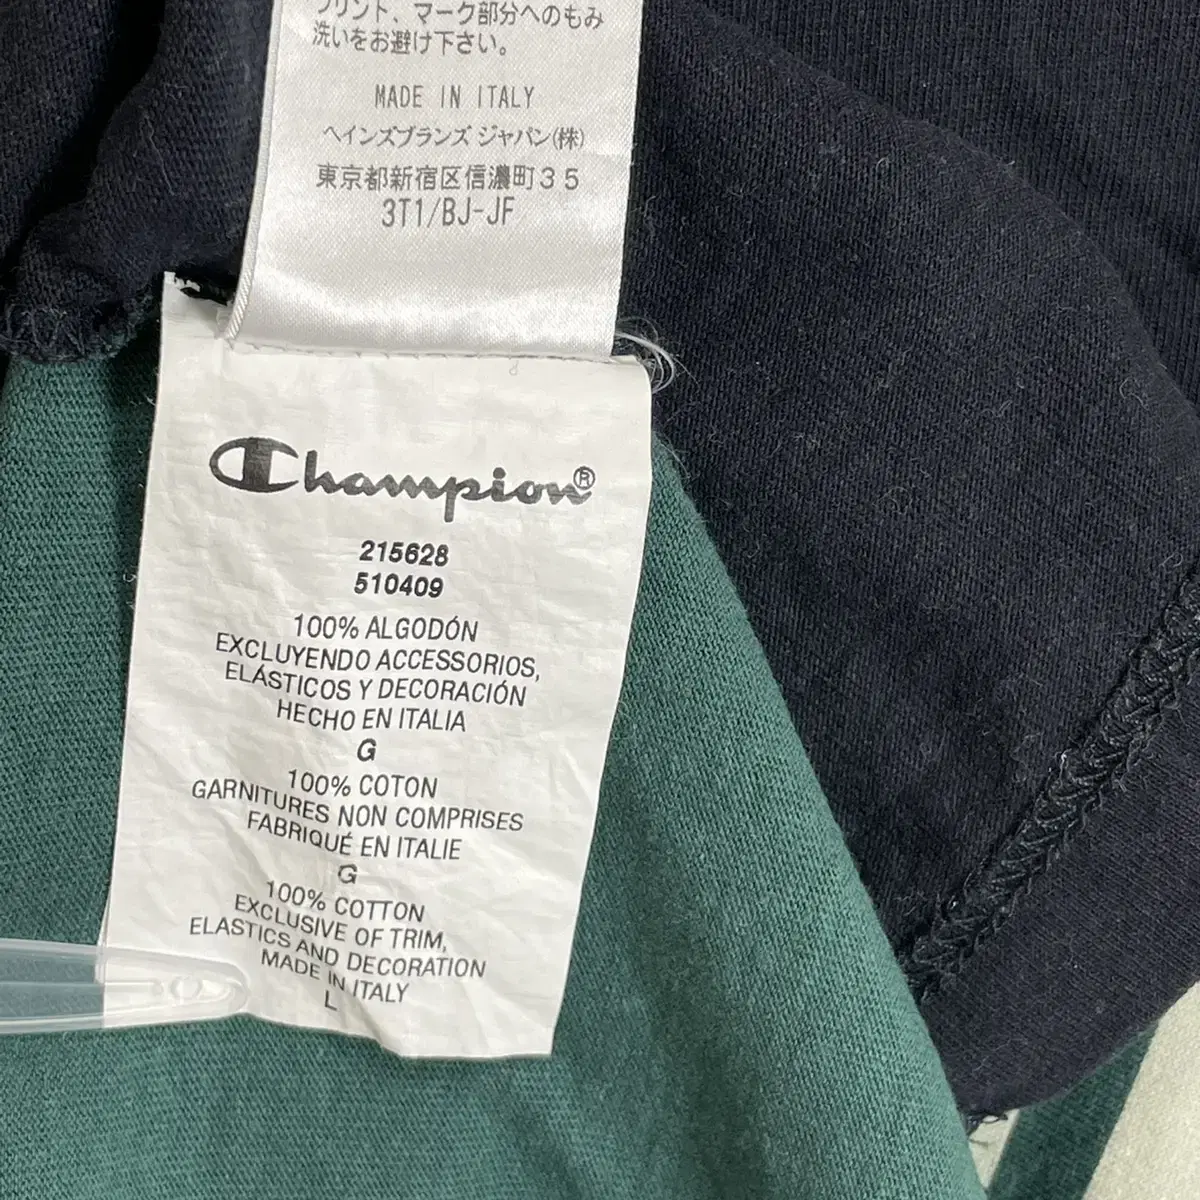 プリント、マーク部分へのもみ
洗いをお避け下さい。
MADE IN ITALY
ヘインズブランズ ジャパン(株)
東京都新宿区信濃町35
3T1/BJ-JF
Champion®
215628
510409
100% ALGODÓN
EXCLUYENDO ACCESSORIOS,
ELÁSTICOS Y DECORACIÓN
HECHO EN ITALIA
G
100% COTON
GARNITURES NON COMPRISES
FABRIQUÉ EN ITALIE
G
100% COTTON
EXCLUSIVE OF TRIM,
ELASTICS AND DECORATION
MADE IN ITALY
L